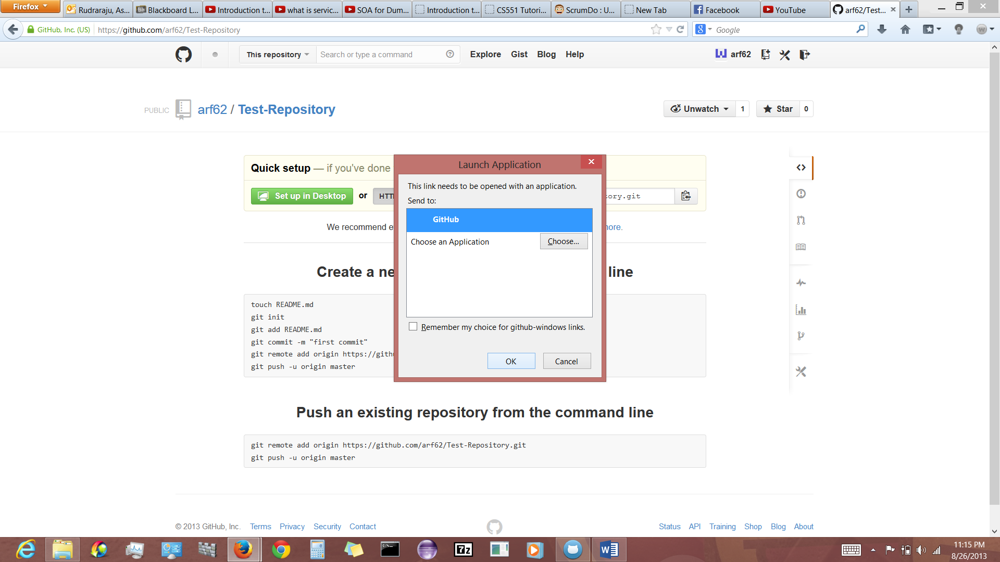 Firefox
Rudraraju, As...
Blackboard L...
Introduction t...
what is servic...
SOA for Dum...
Introduction t...
CS551 Tutori...
ScrumDo : U...
New Tab
Facebook
YouTube
arf62/Test...
GitHub, Inc. (US)
https://github.com/arf62/Test-Repository
Google
This repository
Search or type a command
Explore
Gist
Blog
Help
arf62
PUBLIC
arf62 / Test-Repository
Unwatch
1
Star
0
Quick setup — if you've done
Set up in Desktop
or
HTT
tory.git
We recommend e
nore.
Create a ne
line
touch README.md
git init
git add README.md
git commit -m "first commit"
git remote add origin https://gith
git push -u origin master
Launch Application
This link needs to be opened with an application.
Send to:
GitHub
Choose an Application
Choose...
Remember my choice for github-windows links.
OK
Cancel
Push an existing repository from the command line
git remote add origin https://github.com/arf62/Test-Repository.git
git push -u origin master
© 2013 GitHub, Inc.
Terms
Privacy
Security
Contact
Status
API
Training
Shop
Blog
About
11:15 PM
8/26/2013